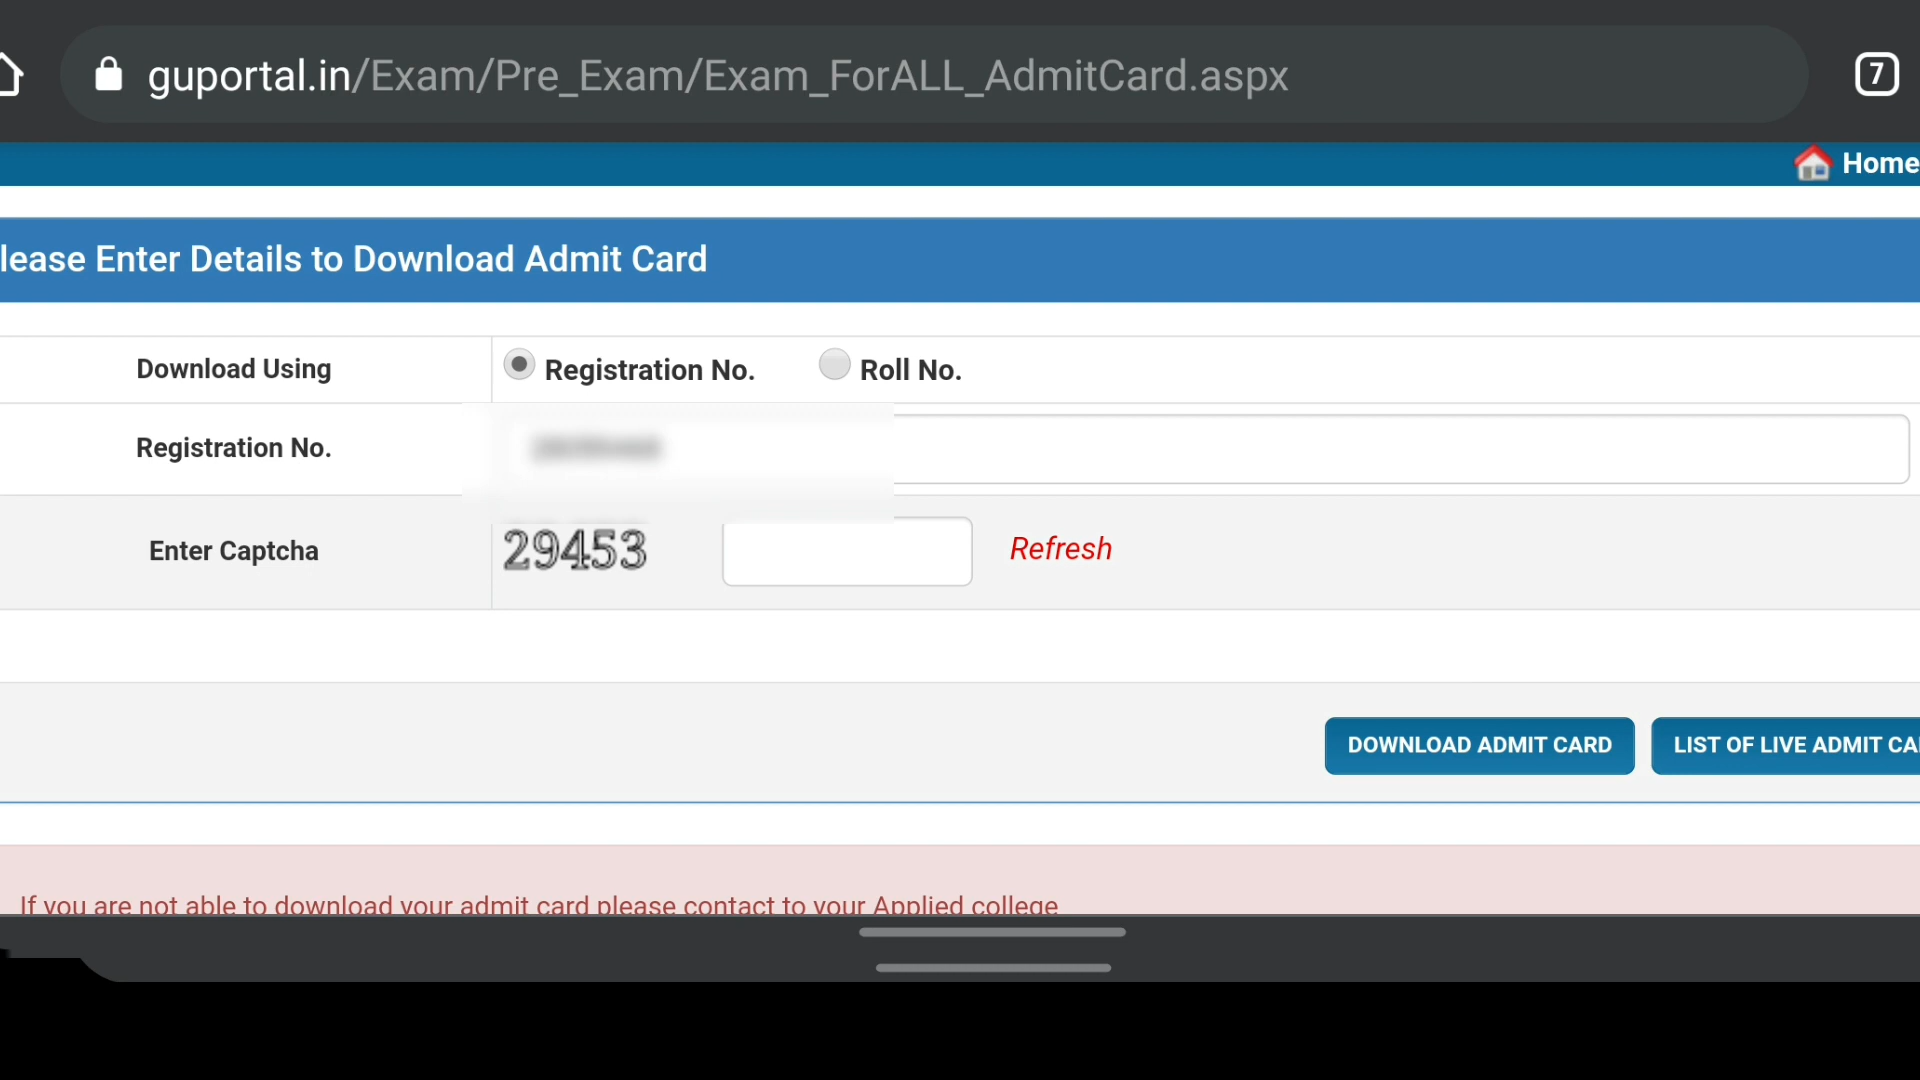 guportal.in/Exam/Pre_Exam/Exam_ForALL_AdmitCard.aspx
7
Home
lease Enter Details to Download Admit Card
Download Using
Registration No.
Roll No.
Registration No.
Enter Captcha
29453
Refresh
DOWNLOAD ADMIT CARD
LIST OF LIVE ADMIT CA
If you are not able to download your admit card please contact to your Applied college